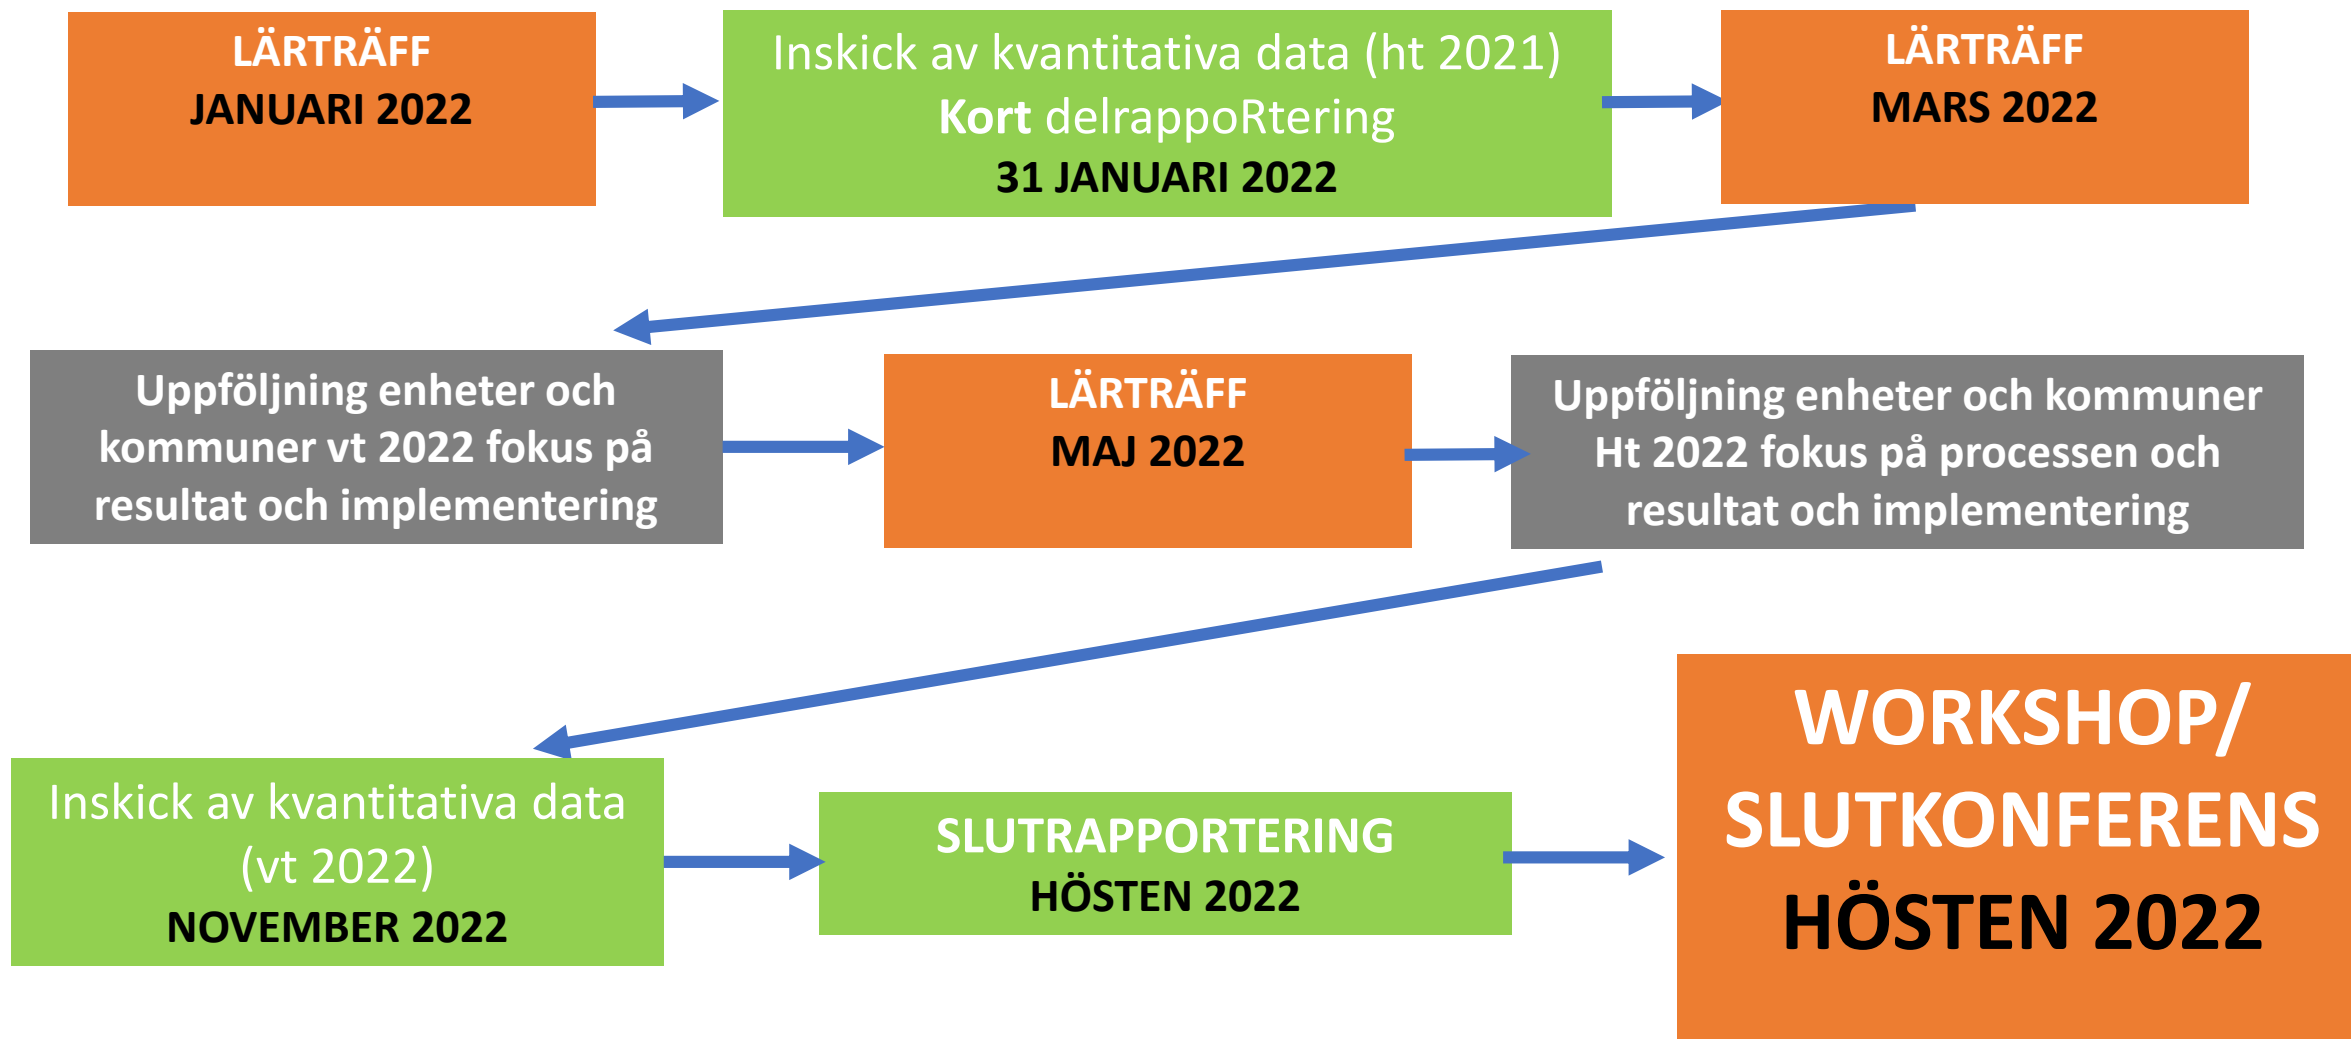 LÄRTRÄFF
JANUARI 2022
Inskick av kvantitativa data (ht 2021)
Kort delrappoRtering
31 JANUARI 2022
LÄRTRÄFF
MARS 2022
Uppföljning enheter och
kommuner vt 2022 fokus på
resultat och implementering
LÄRTRÄFF
MAJ 2022
Uppföljning enheter och kommuner
Ht 2022 fokus på processen och
resultat och implementering
Inskick av kvantitativa data
(vt 2022)
NOVEMBER 2022
SLUTRAPPORTERING
HÖSTEN 2022
WORKSHOP/
SLUTKONFERENS
HÖSTEN 2022